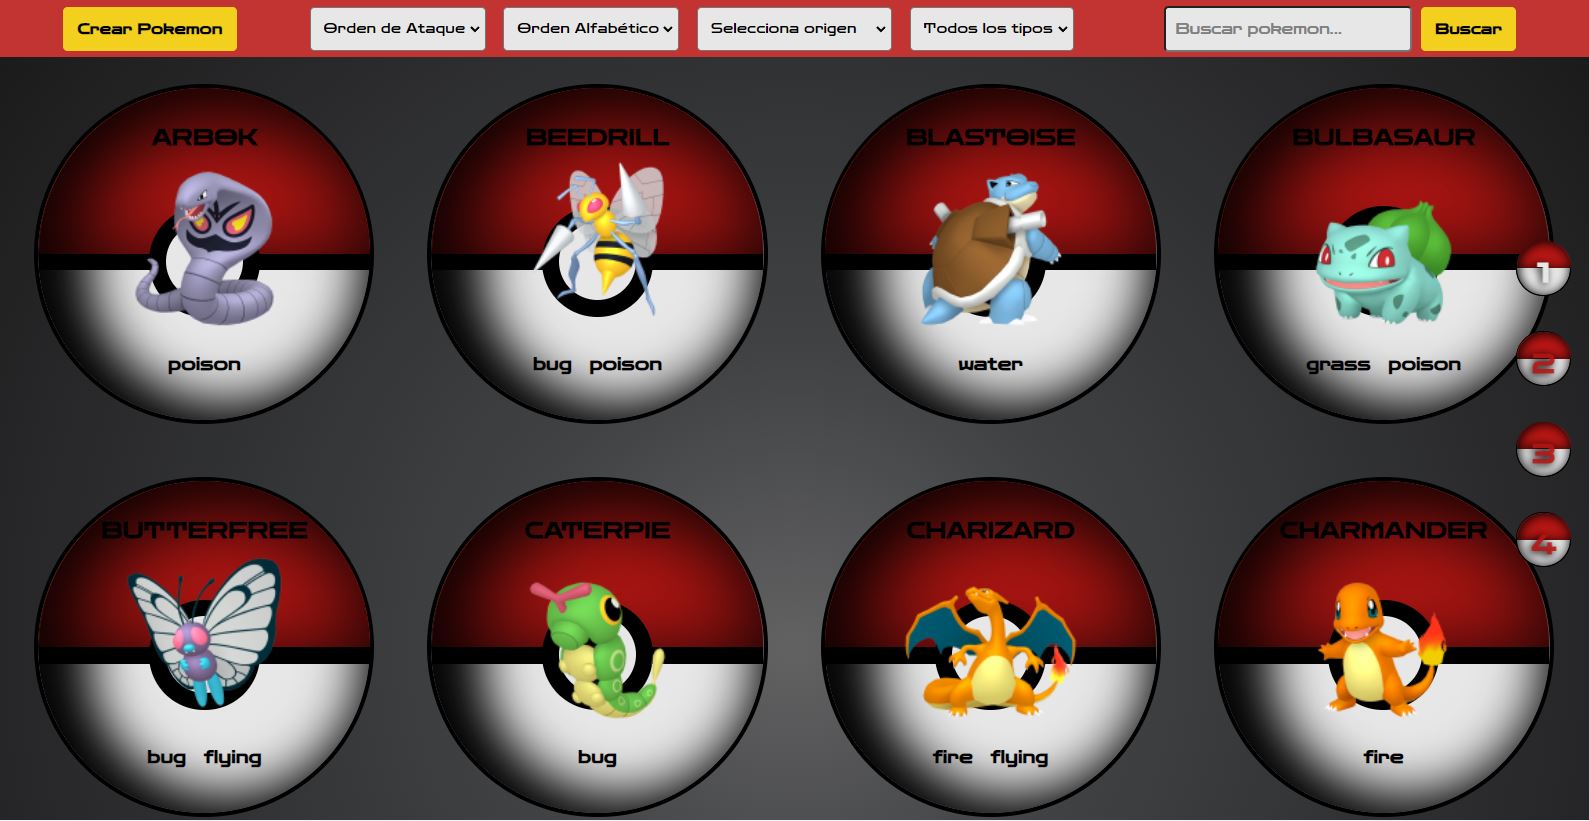 Crear Pokemon
Orden de Ataque
Orden Alfabético
Selecciona origen
Todos los tipos
Buscar pokemon...
Buscar
ARBOK
BEEDRILL
BLASTOISE
BULBASAUR
poison
bug poison
water
grass poison
1
2
3
4
BUTTERFREE
CATERPIE
CHARIZARD
CHARMANDER
bug flying
bug
fire flying
fire